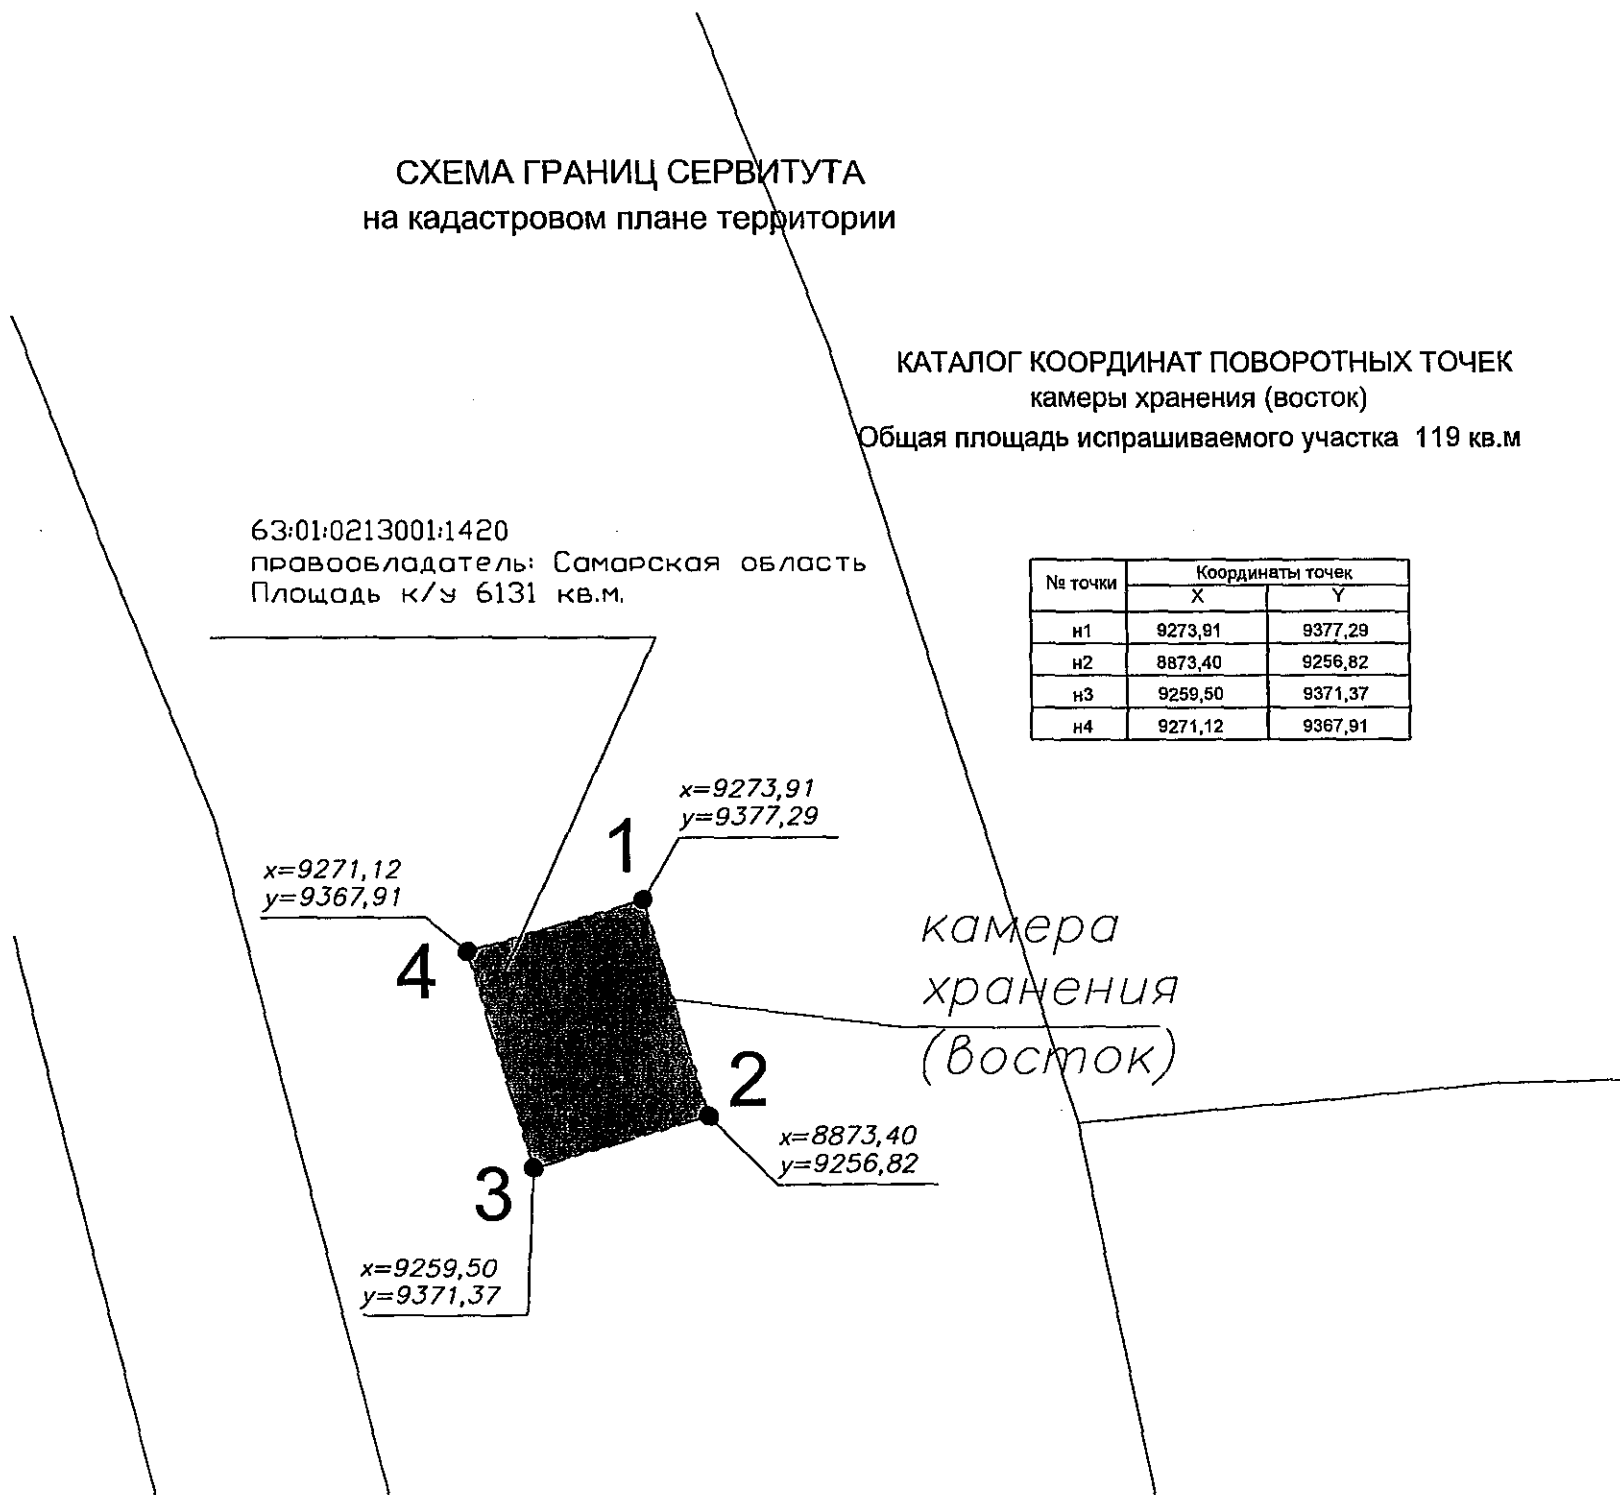 СХЕМА ГРАНИЦ СЕРВИТУТА
на кадастровом плане территории
КАТАЛОГ КООРДИНАТ ПОВОРОТНЫХ ТОЧЕК
камеры хранения (восток)
Общая площадь испрашиваемого участка 119 кв.м
63:01:0213001:1420
правообладатель: Самарская область
Площадь к/у 6131 кв.м.
№ точки Координаты точек
X Y
н1 9273,91 9377,29
н2 8873,40 9256,82
н3 9259,50 9371,37
н4 9271,12 9367,91
x=9273,91
y=9377,29
1
x=9271,12
y=9367,91
4
камера
хранения
(восток)
2
x=8873,40
y=9256,82
3
x=9259,50
y=9371,37